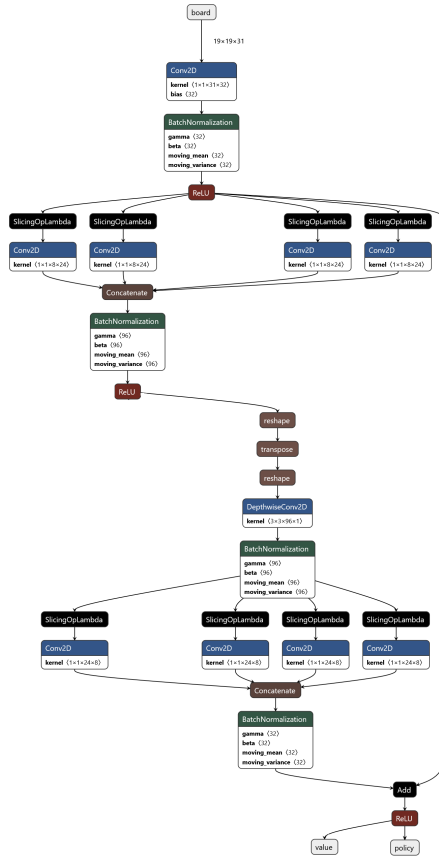 board
19×19×31
Conv2D
kernel ⟨1×1×31×32⟩
bias ⟨32⟩
BatchNormalization
gamma ⟨32⟩
beta ⟨32⟩
moving_mean ⟨32⟩
moving_variance ⟨32⟩
ReLU
SlicingOpLambda SlicingOpLambda SlicingOpLambda SlicingOpLambda
Conv2D Conv2D Conv2D Conv2D
kernel ⟨1×1×8×24⟩ kernel ⟨1×1×8×24⟩ kernel ⟨1×1×8×24⟩ kernel ⟨1×1×8×24⟩
Concatenate
BatchNormalization
gamma ⟨96⟩
beta ⟨96⟩
moving_mean ⟨96⟩
moving_variance ⟨96⟩
ReLU
reshape
transpose
reshape
DepthwiseConv2D
kernel ⟨3×3×96×1⟩
BatchNormalization
gamma ⟨96⟩
beta ⟨96⟩
moving_mean ⟨96⟩
moving_variance ⟨96⟩
SlicingOpLambda SlicingOpLambda SlicingOpLambda SlicingOpLambda
Conv2D Conv2D Conv2D Conv2D
kernel ⟨1×1×24×8⟩ kernel ⟨1×1×24×8⟩ kernel ⟨1×1×24×8⟩ kernel ⟨1×1×24×8⟩
Concatenate
BatchNormalization
gamma ⟨32⟩
beta ⟨32⟩
moving_mean ⟨32⟩
moving_variance ⟨32⟩
Add
ReLU
value policy